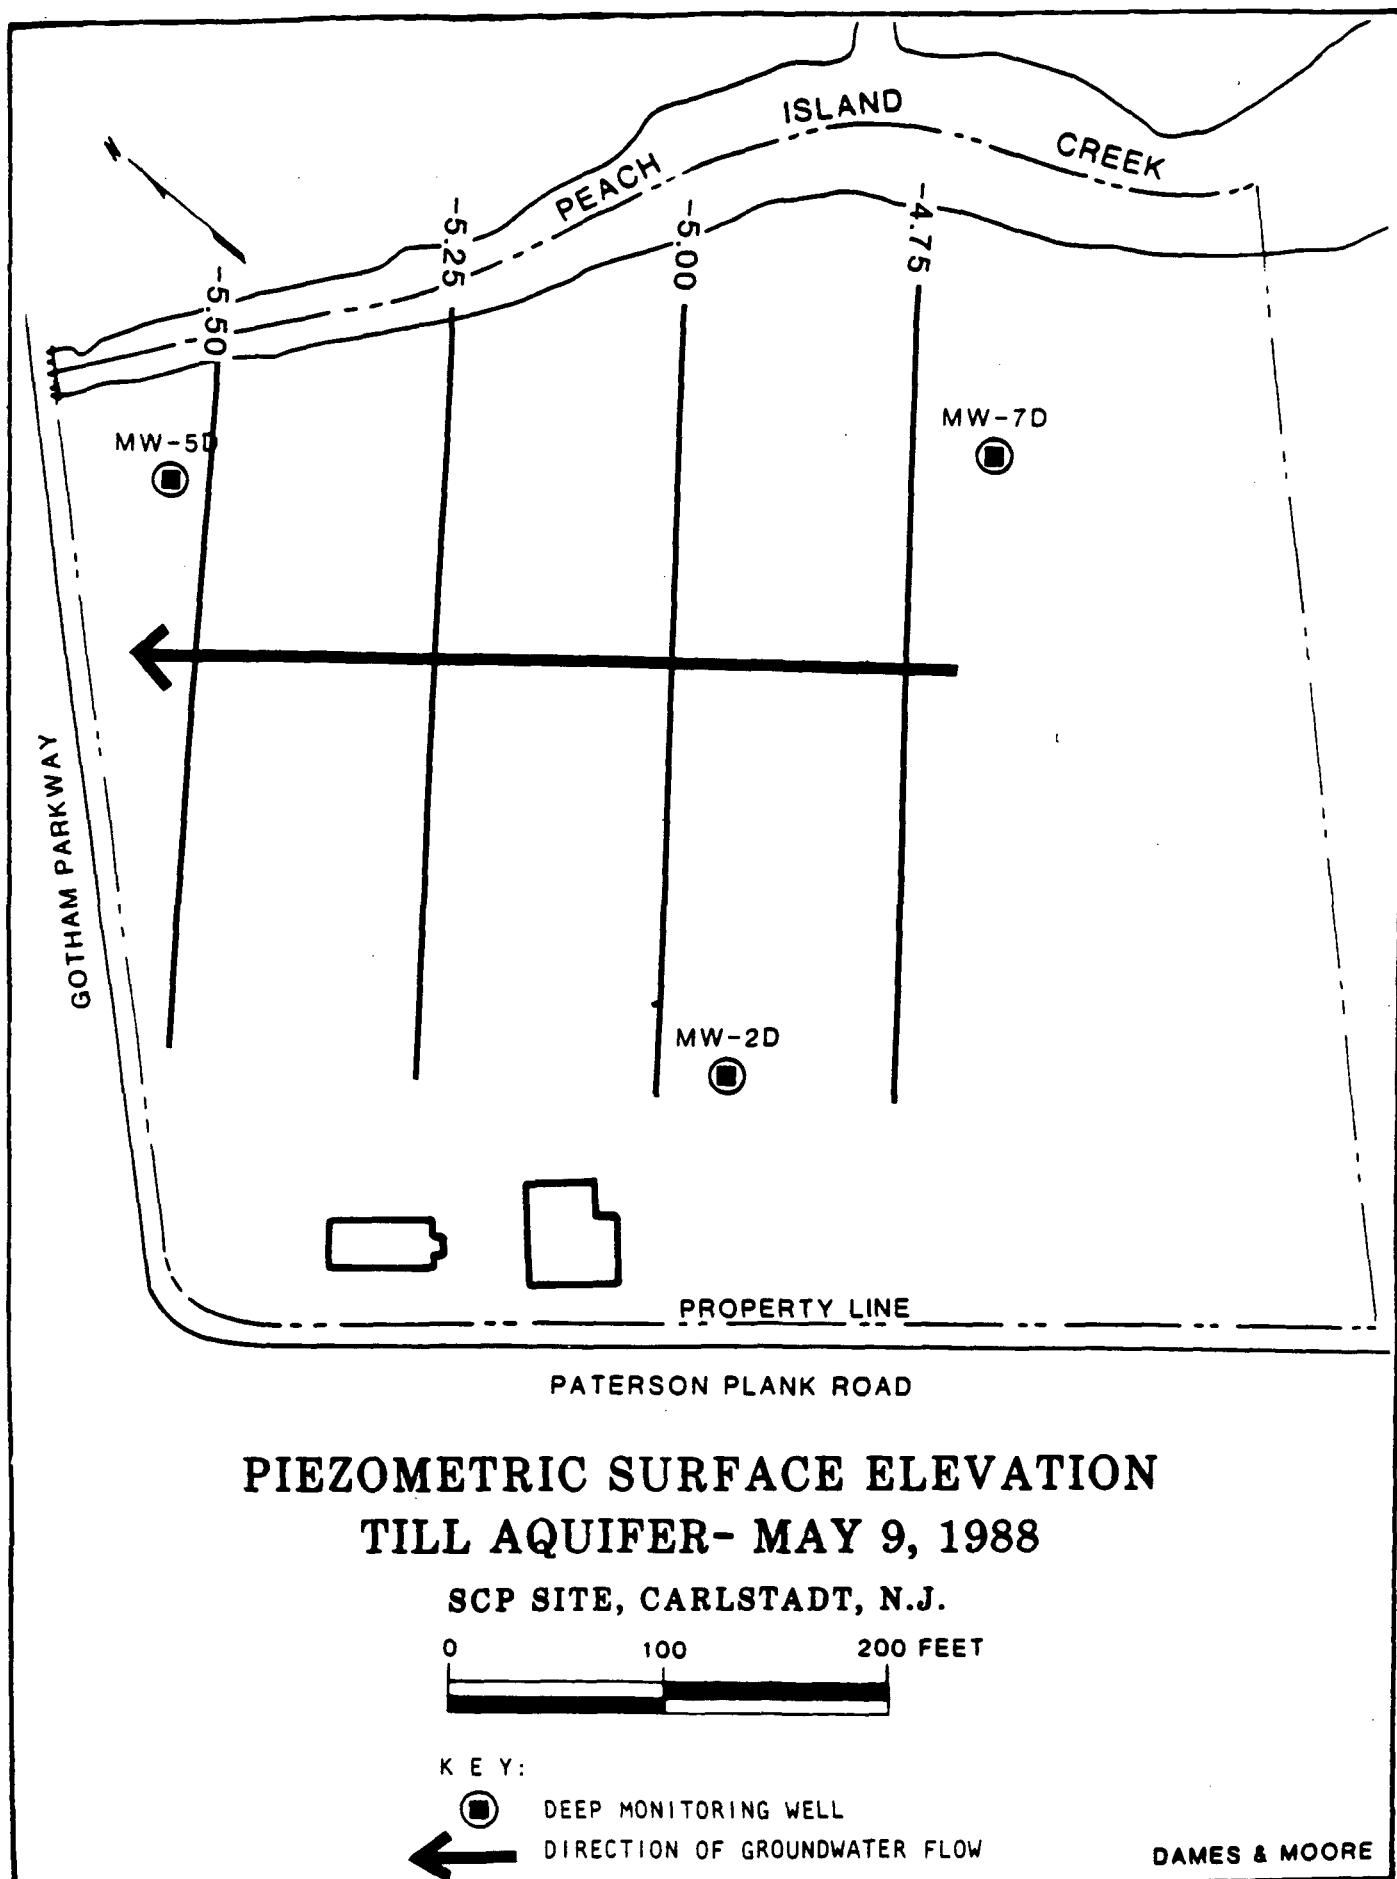 ISLAND
CREEK
PEACH
N
-5.50
-5.25
-5.00
-4.75
MW-5D
MW-7D
GOTHAM PARKWAY
MW-2D
PROPERTY LINE
PATERSON PLANK ROAD
PIEZOMETRIC SURFACE ELEVATION
TILL AQUIFER- MAY 9, 1988
SCP SITE, CARLSTADT, N.J.
0 100 200 FEET
KEY:
DEEP MONITORING WELL
DIRECTION OF GROUNDWATER FLOW
DAMES & MOORE